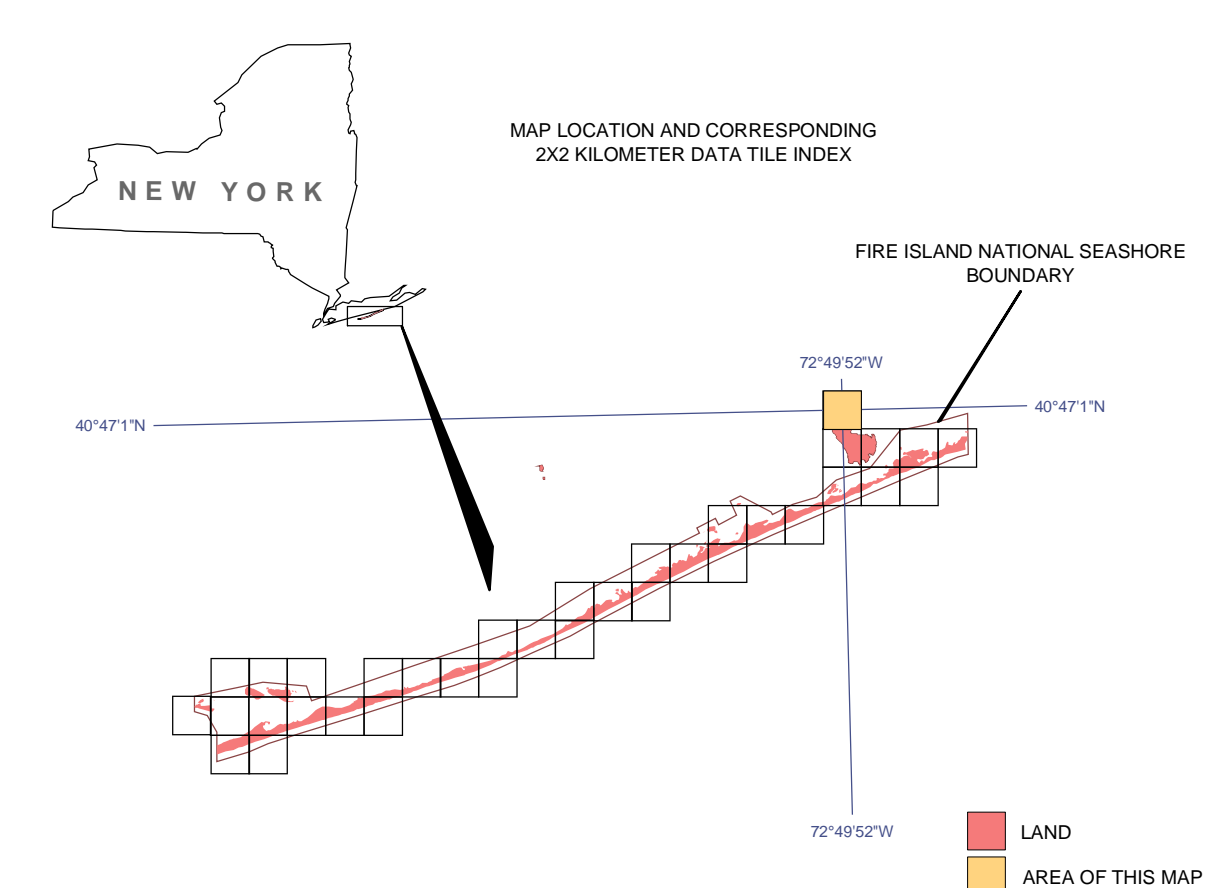 MAP LOCATION AND CORRESPONDING
2X2 KILOMETER DATA TILE INDEX
NEW YORK
FIRE ISLAND NATIONAL SEASHORE
BOUNDARY
72°49'52"W
40°47'1"N
40°47'1"N
72°49'52"W
LAND
AREA OF THIS MAP